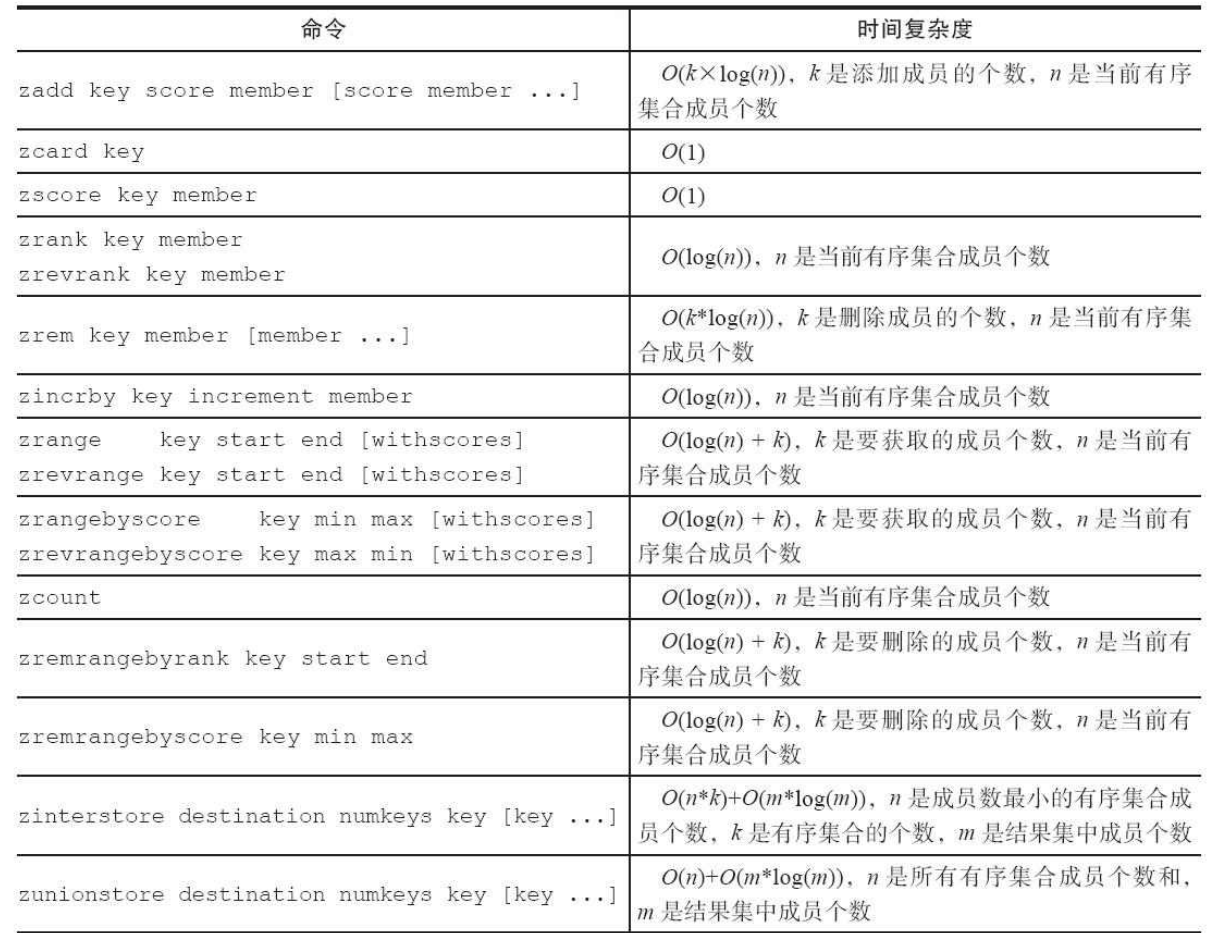 命令
时间复杂度
zadd key score member [score member ...]
O(k×log(n))，k 是添加成员的个数，n 是当前有序
集合成员个数
zcard key
O(1)
zscore key member
O(1)
zrank key member
zrevrank key member
O(log(n))，n 是当前有序集合成员个数
zrem key member [member ...]
O(k*log(n))，k 是删除成员的个数，n 是当前有序集
合成员个数
zincrby key increment member
O(log(n))，n 是当前有序集合成员个数
zrange    key start end [withscores]
zrevrange key start end [withscores]
O(log(n) + k)，k 是要获取的成员个数，n 是当前有
序集合成员个数
zrangebyscore    key min max [withscores]
zrevrangebyscore key max min [withscores]
O(log(n) + k)，k 是要获取的成员个数，n 是当前有
序集合成员个数
zcount
O(log(n))，n 是当前有序集合成员个数
zremrangebyrank key start end
O(log(n) + k)，k 是要删除的成员个数，n 是当前有
序集合成员个数
zremrangebyscore key min max
O(log(n) + k)，k 是要删除的成员个数，n 是当前有
序集合成员个数
zinterstore destination numkeys key [key ...]
O(n*k)+O(m*log(m))，n 是成员数最小的有序集合成
员个数，k 是有序集合的个数，m 是结果集中成员个数
zunionstore destination numkeys key [key ...]
O(n)+O(m*log(m))，n 是所有有序集合成员个数和，
m 是结果集中成员个数